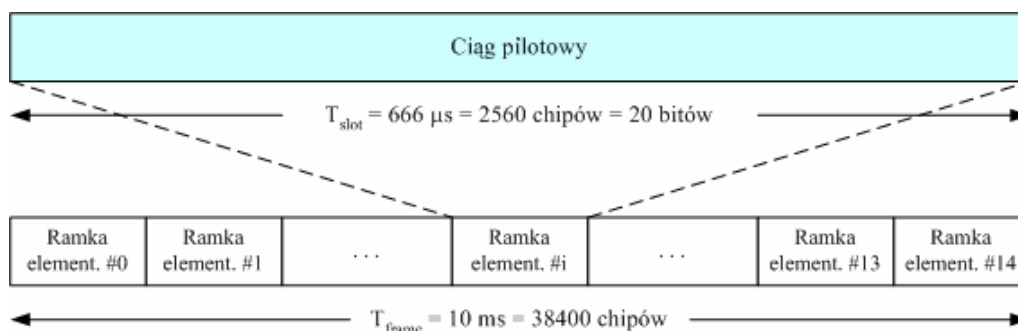 Ciąg pilotowy
T_slot = 666 μs = 2560 chipów = 20 bitów
Ramka element. #0
Ramka element. #1
. . .
Ramka element. #i
. . .
Ramka element. #13
Ramka element. #14
T_frame = 10 ms = 38400 chipów